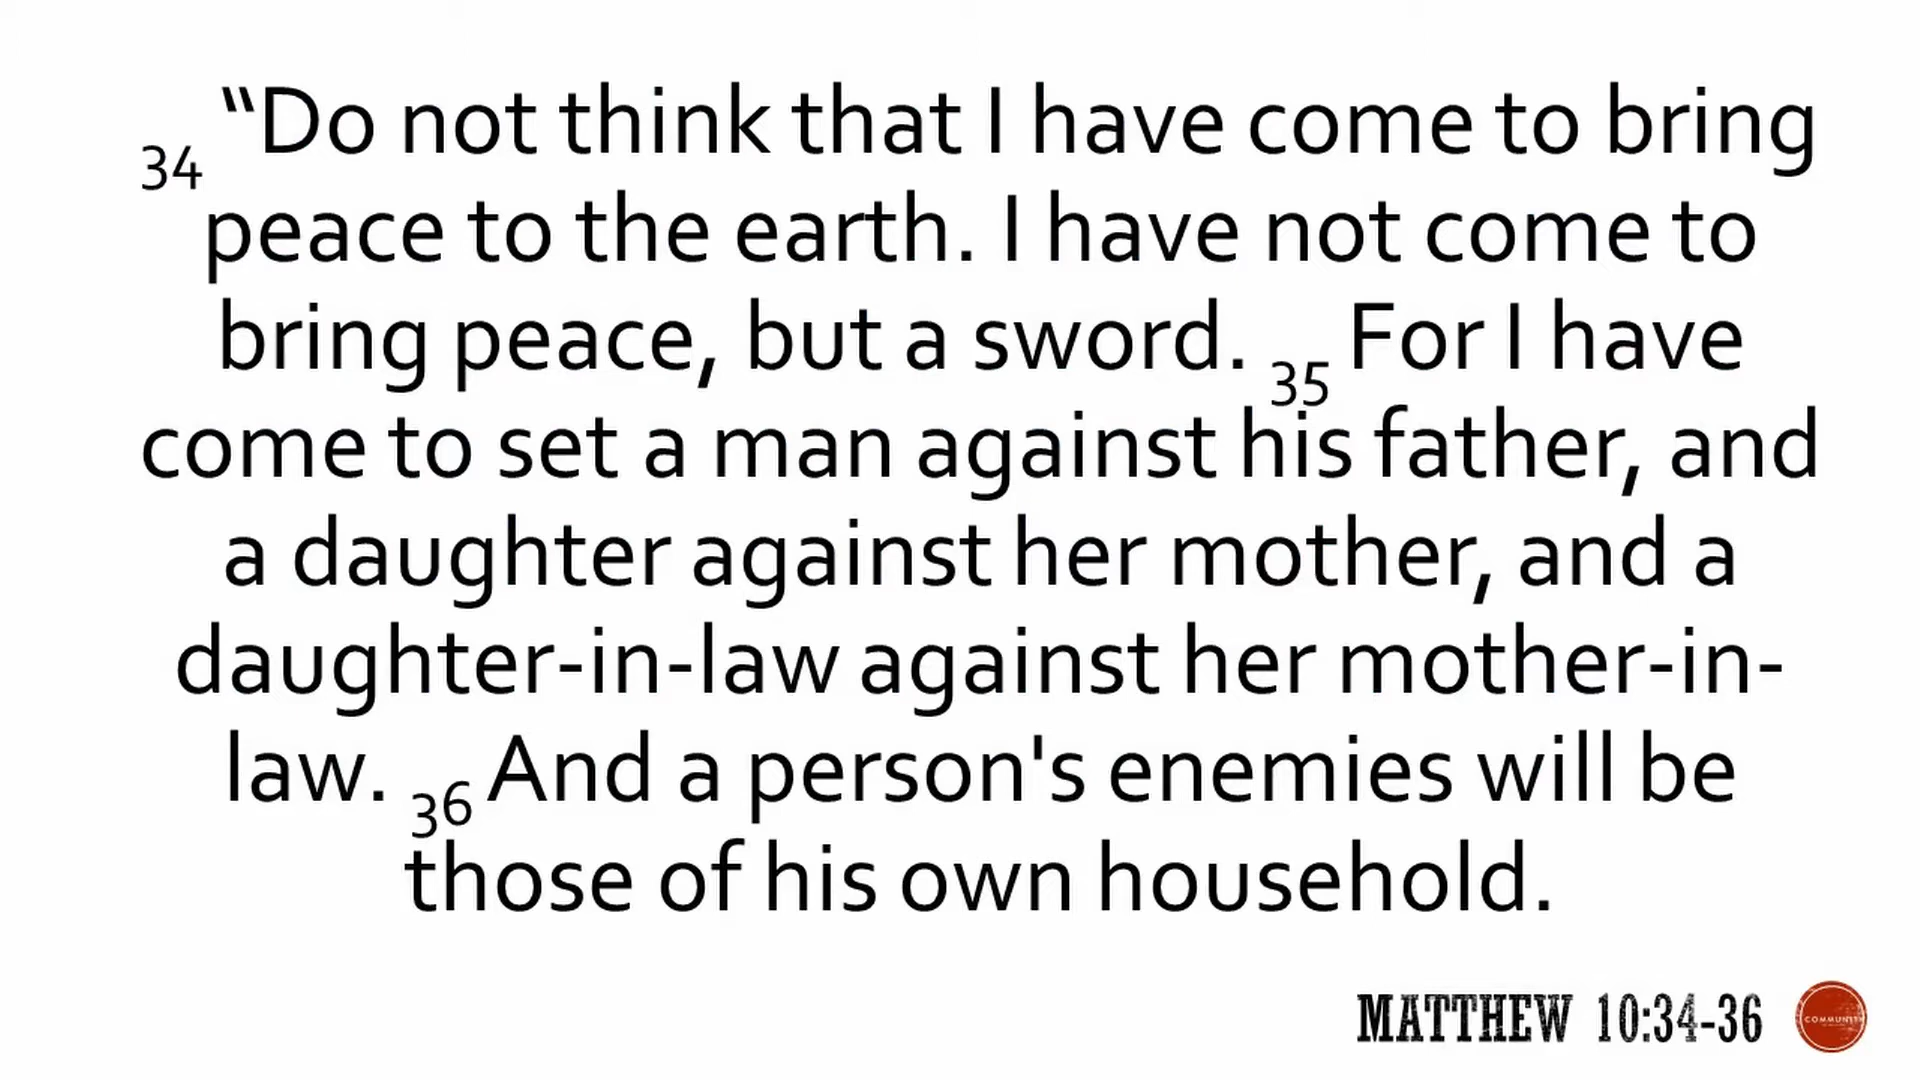 34 “Do not think that I have come to bring
peace to the earth. I have not come to
bring peace, but a sword. 35 For I have
come to set a man against his father, and
a daughter against her mother, and a
daughter-in-law against her mother-in-
law. 36 And a person's enemies will be
those of his own household.
MATTHEW 10:34-36
COMMUNITY